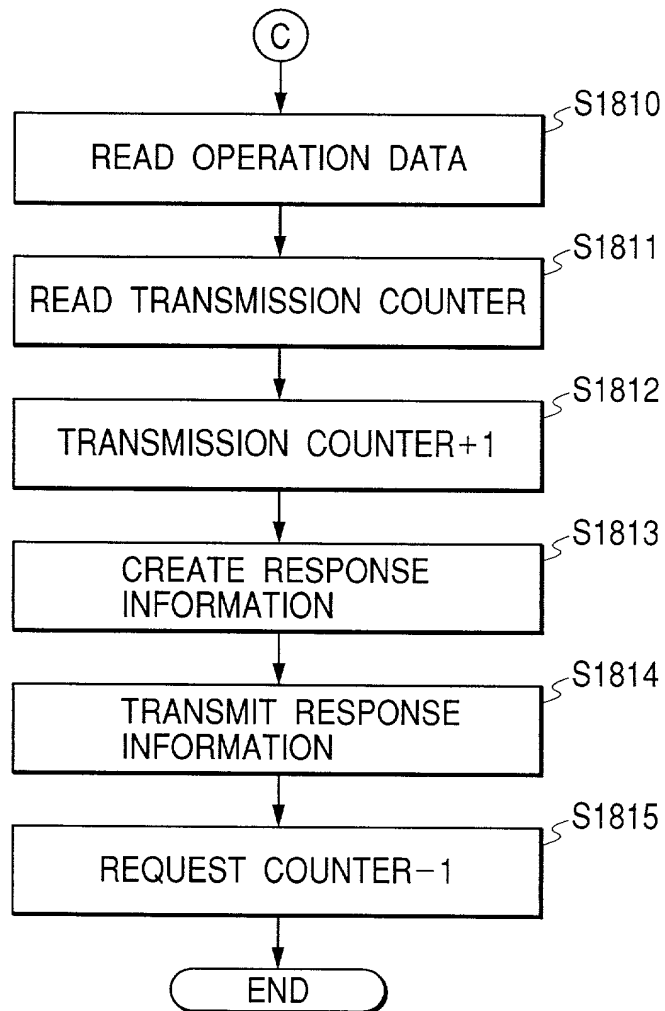 C
S1810
READ OPERATION DATA
S1811
READ TRANSMISSION COUNTER
S1812
TRANSMISSION COUNTER+1
S1813
CREATE RESPONSE
INFORMATION
S1814
TRANSMIT RESPONSE
INFORMATION
S1815
REQUEST COUNTER−1
END